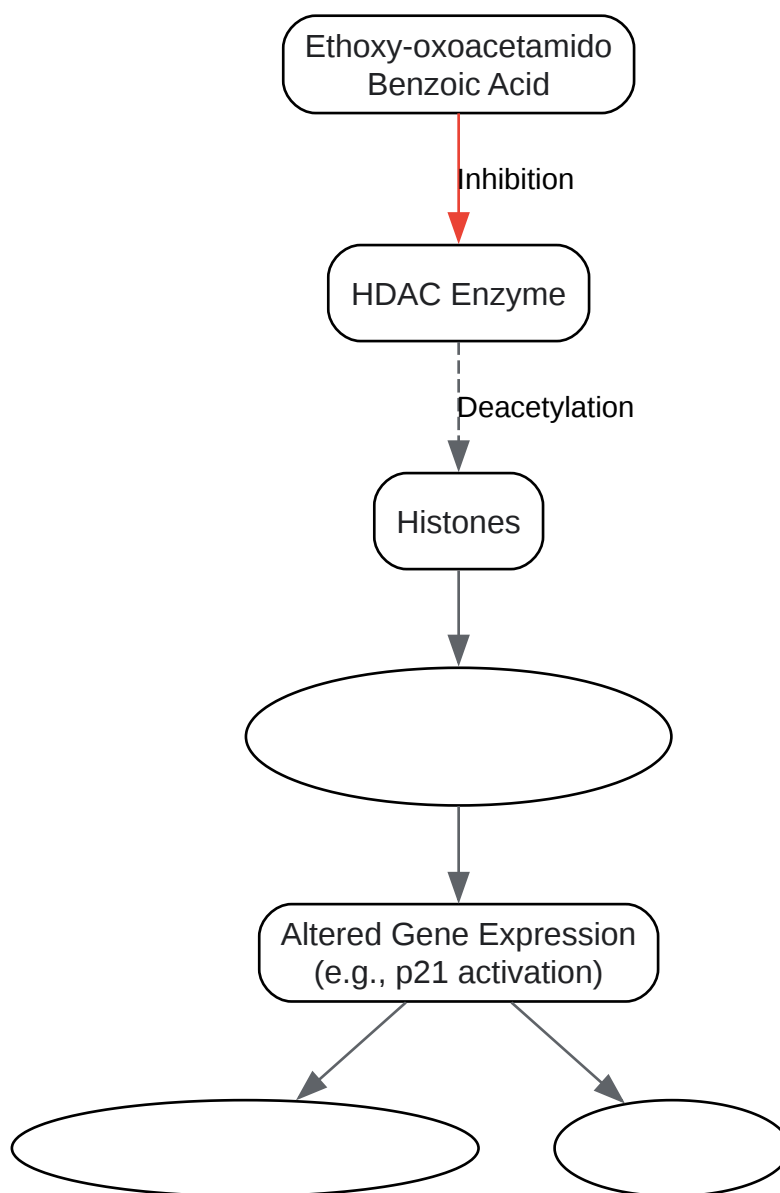 Ethoxy-oxoacetamido
Benzoic Acid
Inhibition
HDAC Enzyme
Deacetylation
Histones
Altered Gene Expression
(e.g., p21 activation)